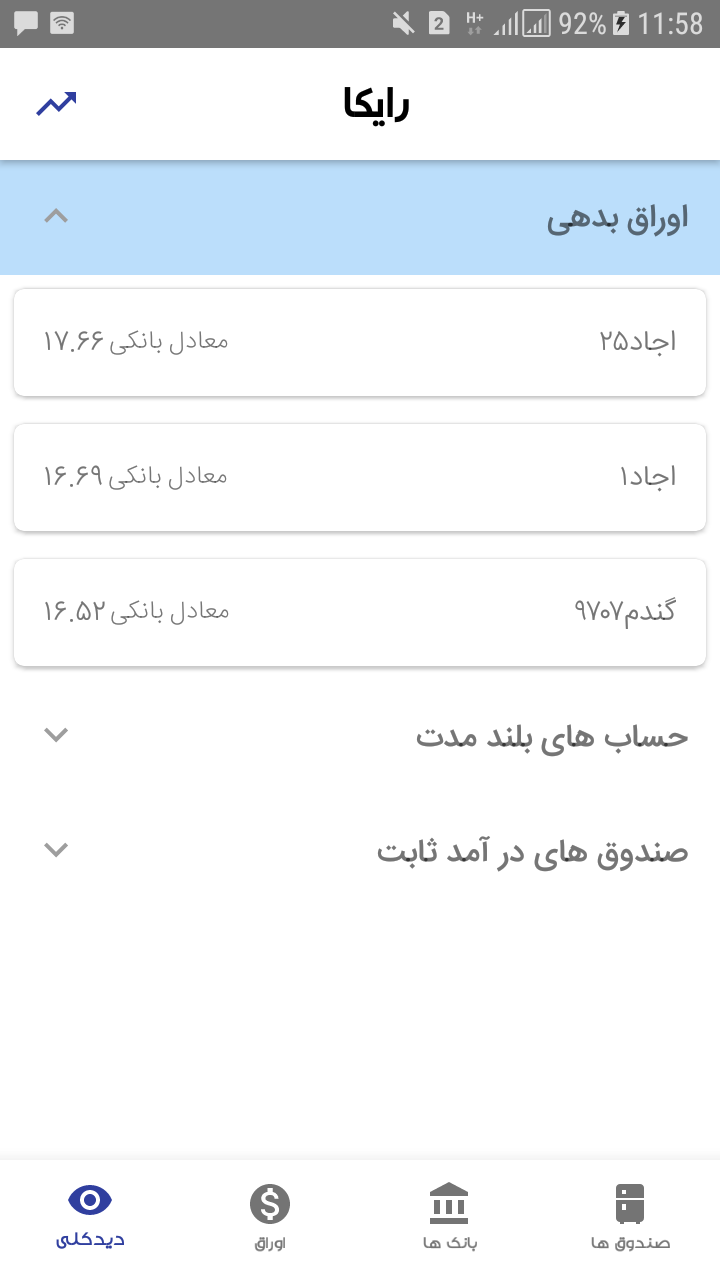 2 H+ 92% 11:58
رایکا
اوراق بدهی
اجاد۲۵ معادل بانکی ۱۷.۶۶
اجاد۱ معادل بانکی ۱۶.۶۹
گندم۹۷۰۷ معادل بانکی ۱۶.۵۲
حساب های بلند مدت
صندوق های در آمد ثابت
صندوق ها بانک ها اوراق دیدکلی